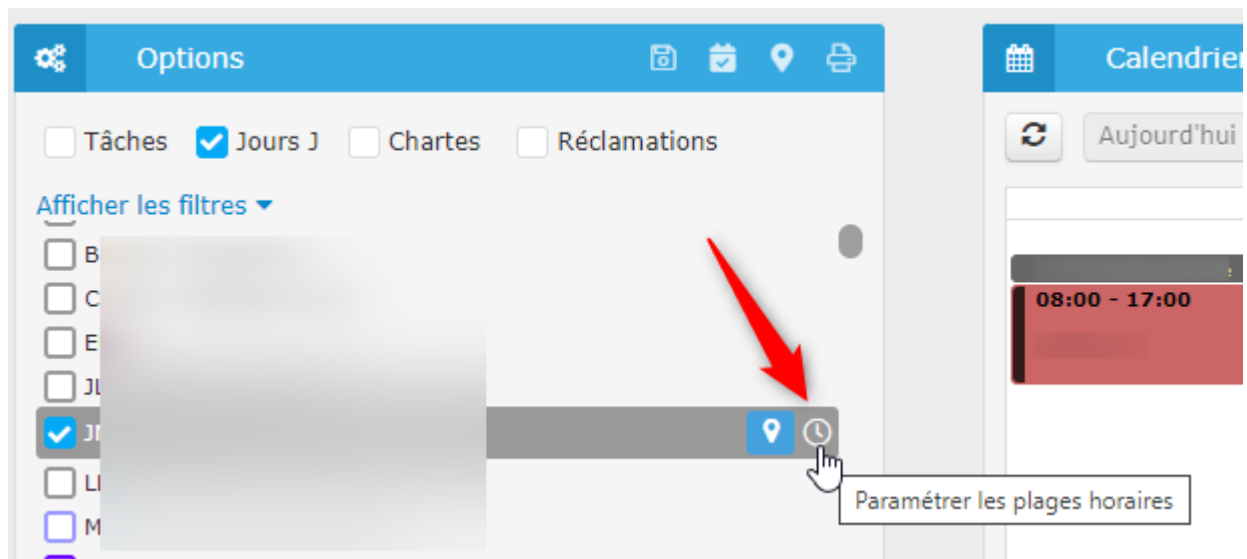 Options
Tâches Jours J Chartes Réclamations
Afficher les filtres
B
C
E
Paramétrer les plages horaires
Calendrier
Aujourd'hui
08:00 - 17:00